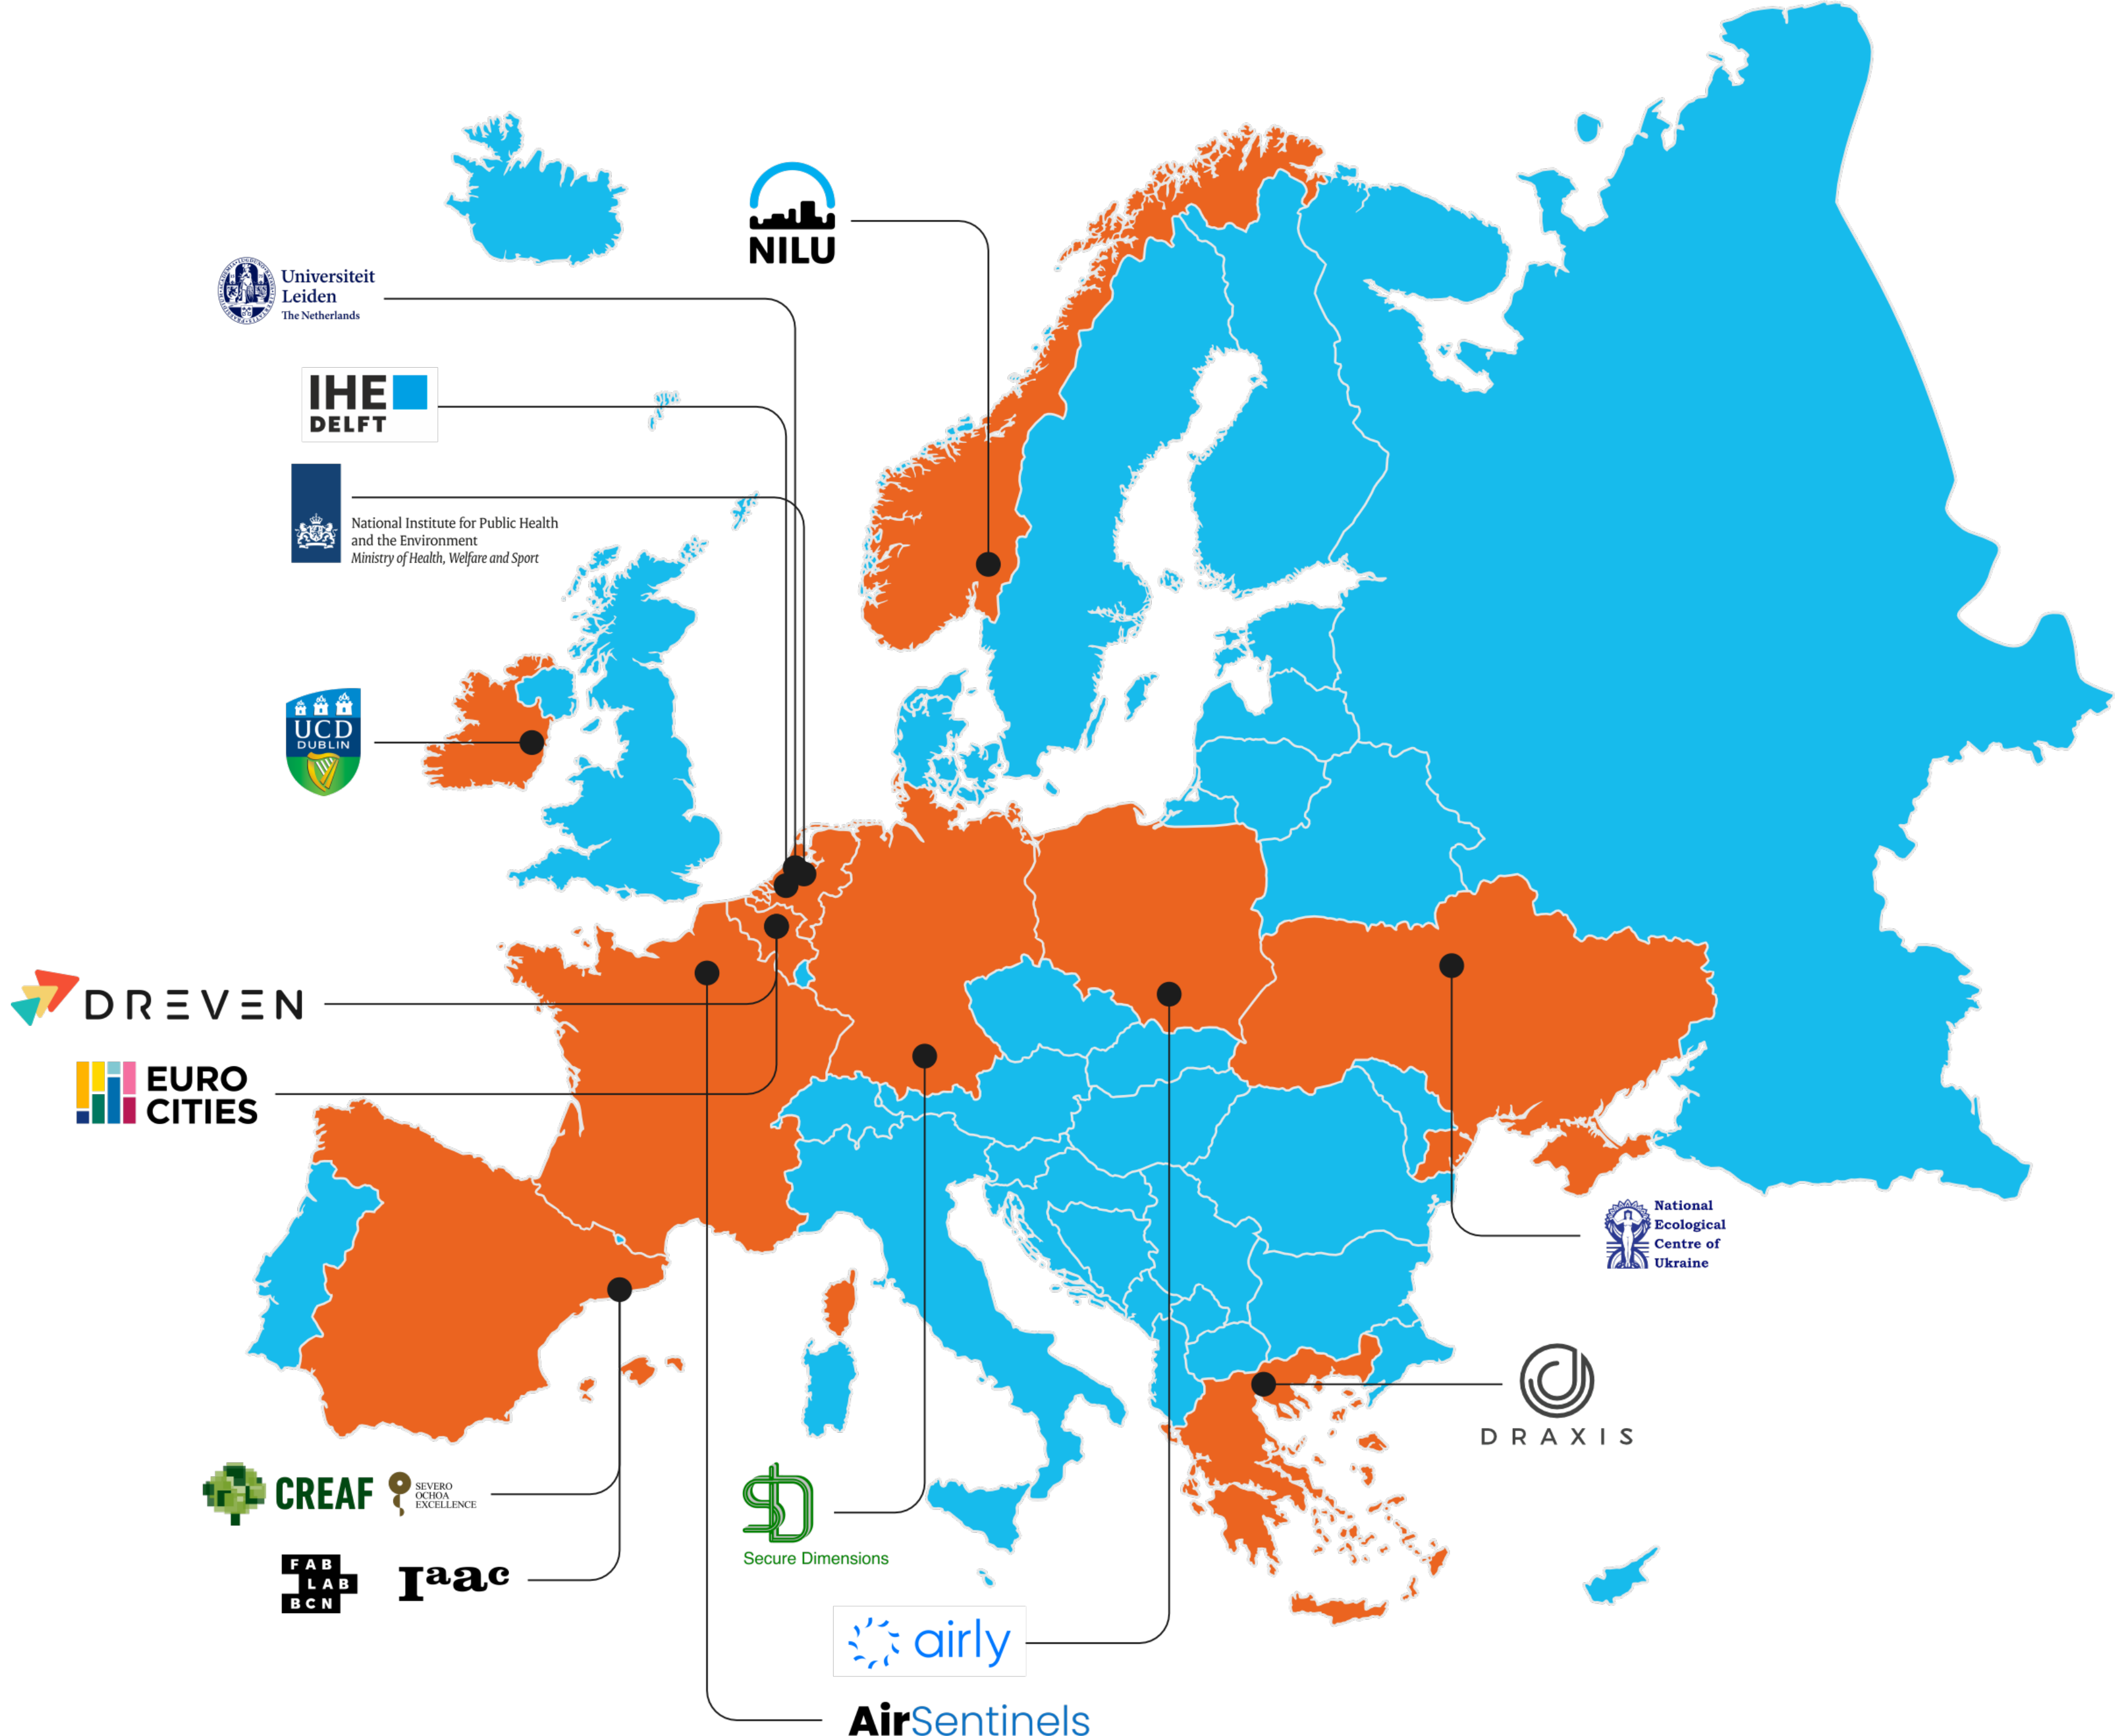 NILU
Universiteit
Leiden
The Netherlands
IHE
DELFT
National Institute for Public Health
and the Environment
Ministry of Health, Welfare and Sport
UCD
DUBLIN
DREVEN
EURO
CITIES
National
Ecological
Centre of
Ukraine
DRAXIS
CREAF
SEVERO
OCHOA
EXCELLENCE
Secure Dimensions
FAB
LAB
BCN
Iaac
airly
AirSentinels